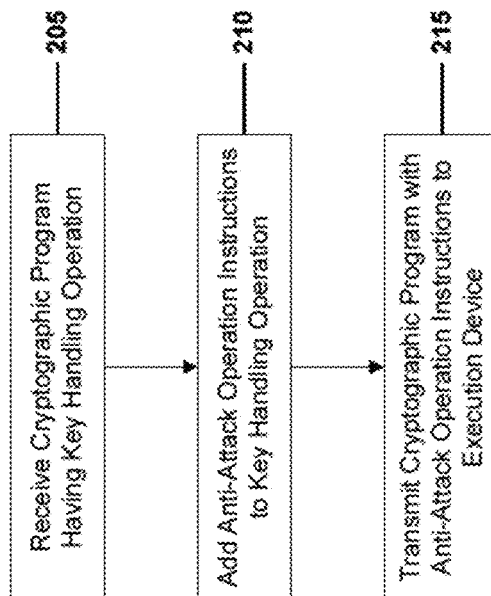 205
Receive Cryptographic Program
Having Key Handling Operation
210
Add Anti-Attack Operation Instructions
to Key Handling Operation
215
Transmit Cryptographic Program with
Anti-Attack Operation Instructions to
Execution Device